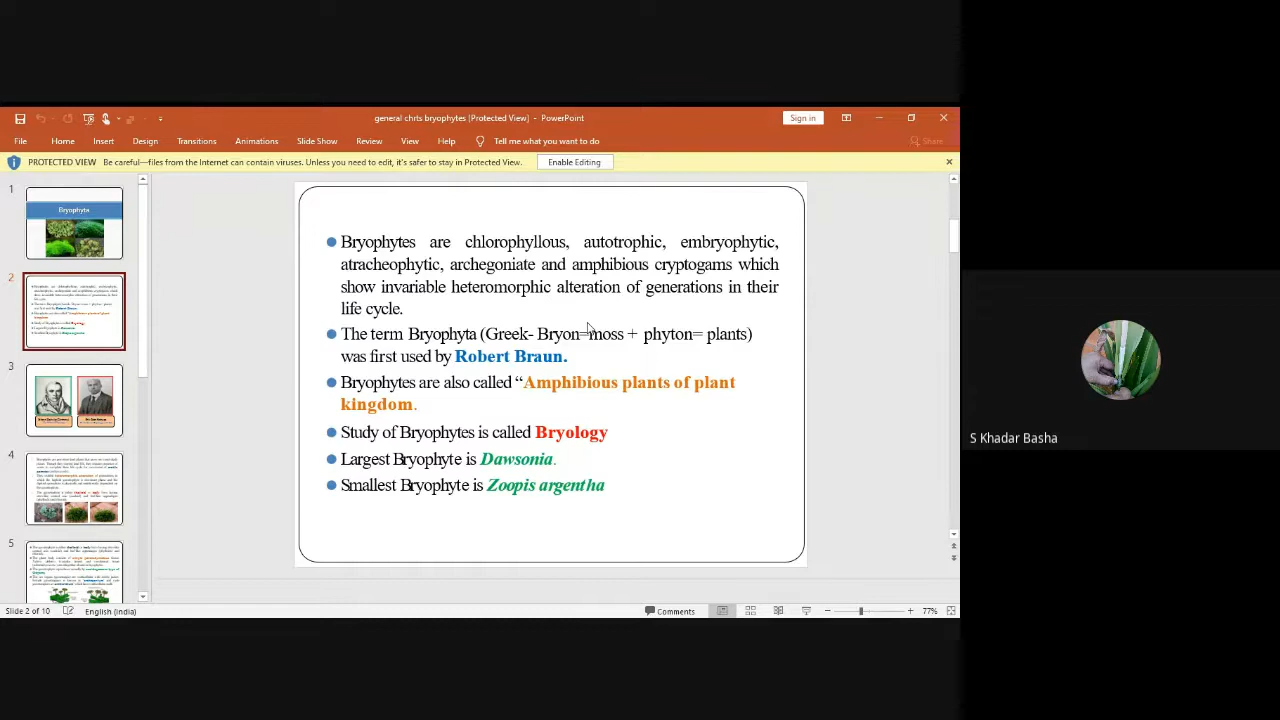 general chrts bryophytes [Protected View] - PowerPoint
Sign in
File Home Insert Design Transitions Animations Slide Show Review View Help Tell me what you want to do Share
PROTECTED VIEW Be careful—files from the Internet can contain viruses. Unless you need to edit, it's safer to stay in Protected View. Enable Editing
1
Bryophyta
2
3
4
5
Bryophytes are chlorophyllous, autotrophic, embryophytic,
atracheophytic, archegoniate and amphibious cryptogams which
show invariable heteromorphic alteration of generations in their
life cycle.
The term Bryophyta (Greek- Bryon=moss + phyton= plants)
was first used by Robert Braun.
Bryophytes are also called “Amphibious plants of plant
kingdom.
Study of Bryophytes is called Bryology
Largest Bryophyte is Dawsonia.
Smallest Bryophyte is Zoopis argentha
S Khadar Basha
Slide 2 of 10 English (India) Comments 77%